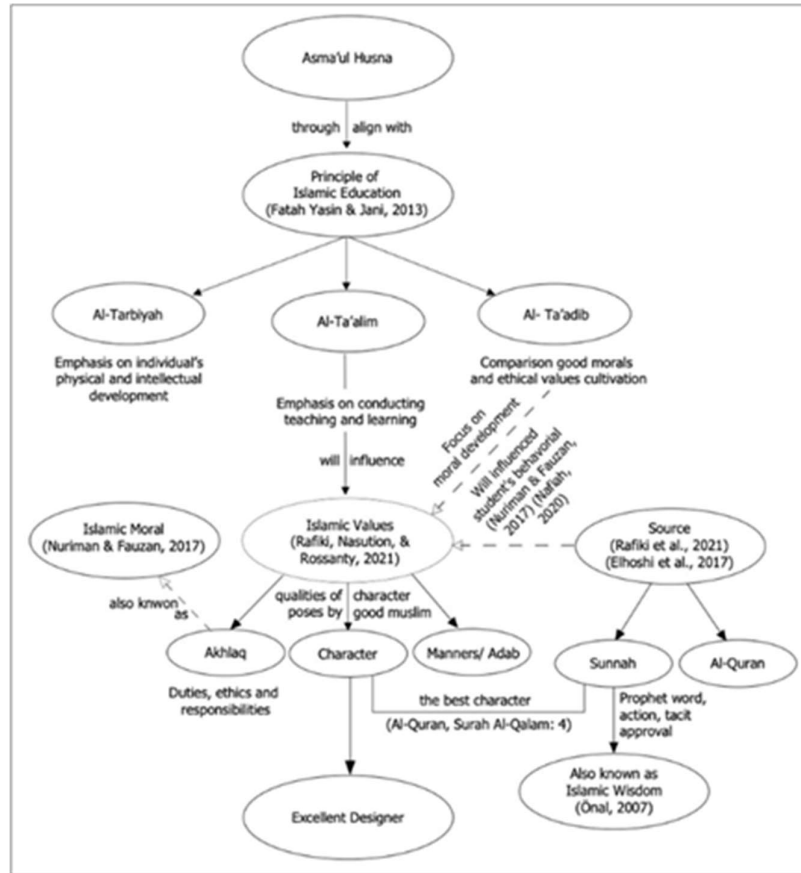 Asma'ul Husna
through align with
Principle of
Islamic Education
(Fatah Yasin & Jani, 2013)
Al-Tarbiyah
Al-Ta'alim
Al- Ta'adib
Emphasis on individual's
physical and intellectual
development
Comparison good morals
and ethical values cultivation
Emphasis on conducting
teaching and learning
will influence
Focus on
moral development
Will influenced
student's behavorial
(Nuriman & Fauzan,
2017) (Nafiah,
2020)
Islamic Moral
(Nuriman & Fauzan, 2017)
Islamic Values
(Rafiki, Nasution, &
Rossanty, 2021)
Source
(Rafiki et al., 2021)
(Elhoshi et al., 2017)
also knwon
as
qualities of character
poses by good muslim
Akhlaq
Character
Manners/ Adab
Sunnah
Al-Quran
Duties, ethics and
responsibilities
the best character
(Al-Quran, Surah Al-Qalam: 4)
Prophet word,
action, tacit
approval
Excellent Designer
Also known as
Islamic Wisdom
(Önal, 2007)